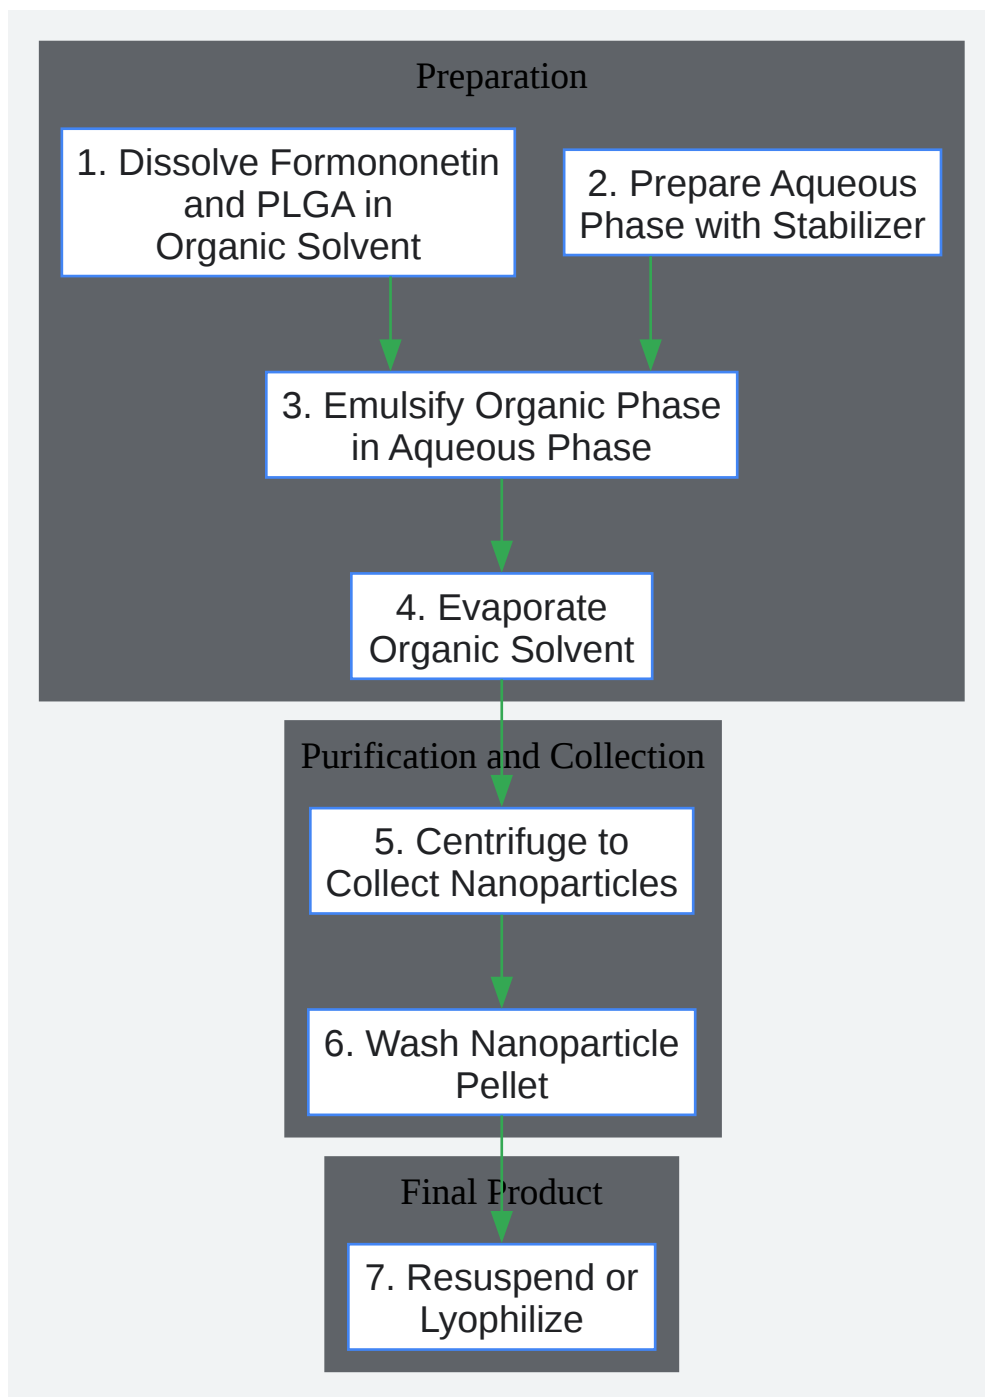 Preparation
1. Dissolve Formononetin
and PLGA in
Organic Solvent
2. Prepare Aqueous
Phase with Stabilizer
3. Emulsify Organic Phase
in Aqueous Phase
4. Evaporate
Organic Solvent
Purification and Collection
5. Centrifuge to
Collect Nanoparticles
6. Wash Nanoparticle
Pellet
Final Product
7. Resuspend or
Lyophilize